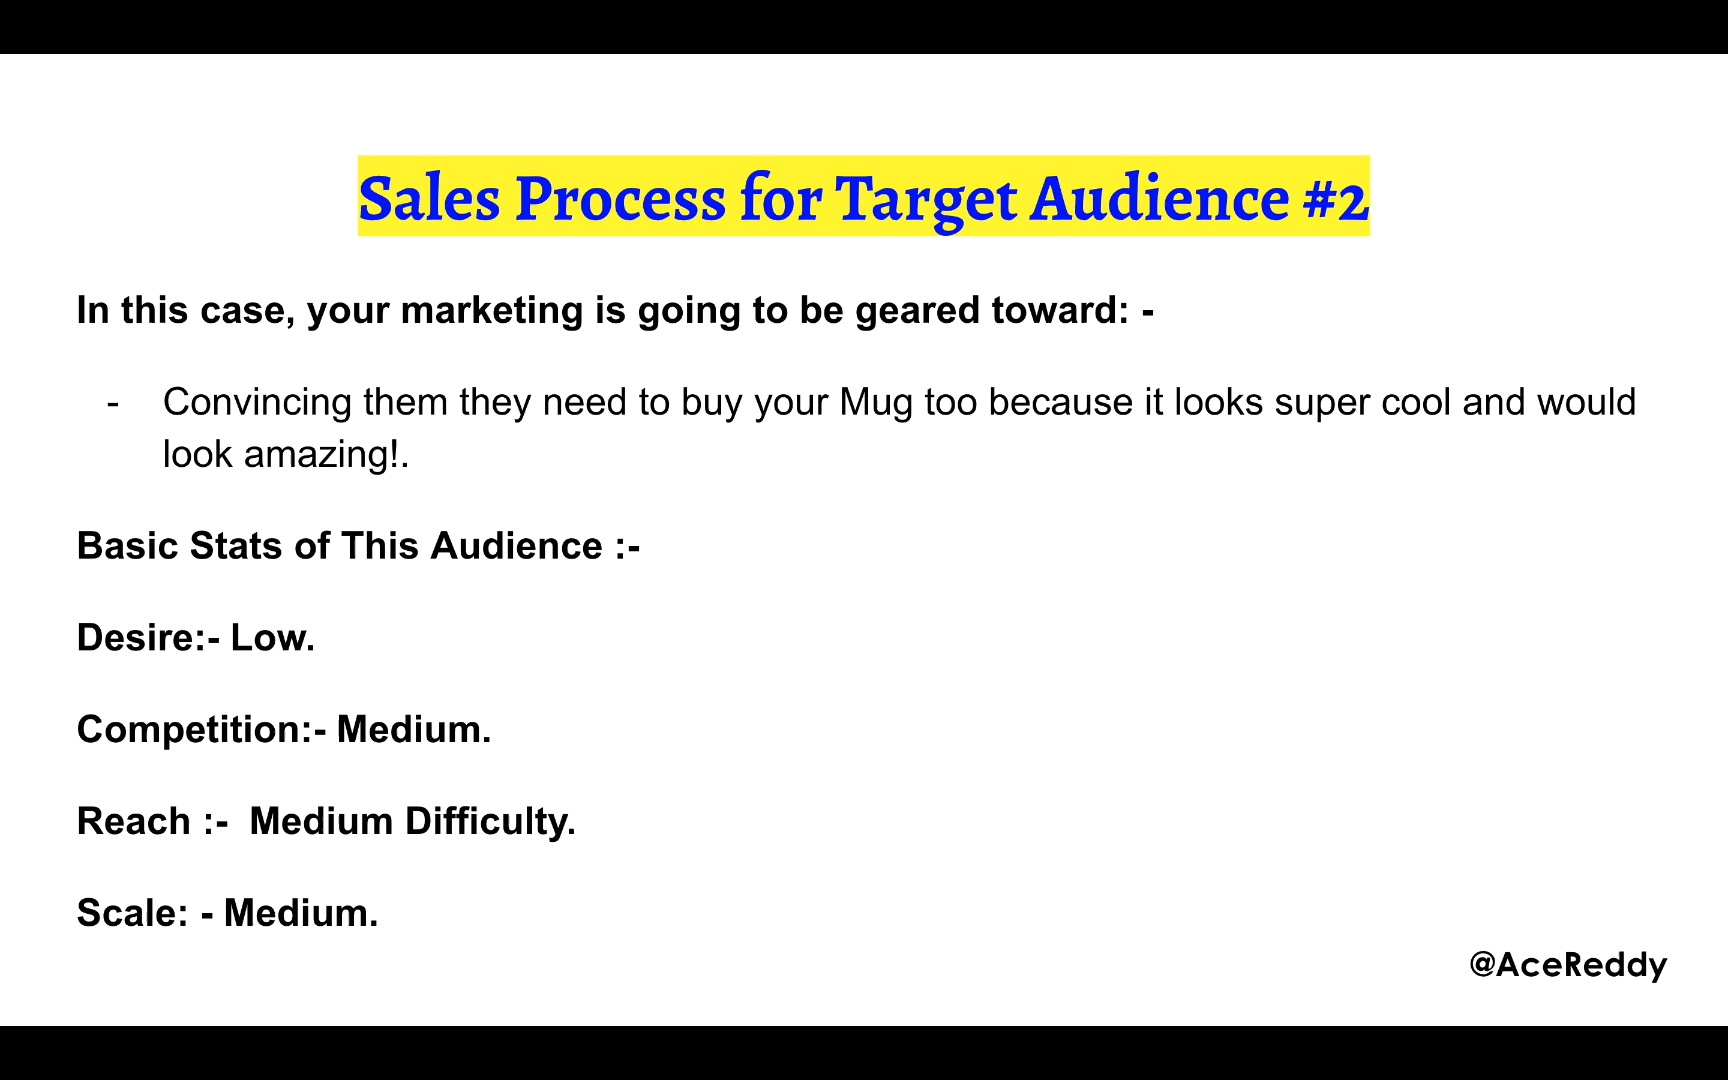 Sales Process for Target Audience #2
In this case, your marketing is going to be geared toward: -
- Convincing them they need to buy your Mug too because it looks super cool and would
look amazing!.
Basic Stats of This Audience :-
Desire:- Low.
Competition:- Medium.
Reach :-  Medium Difficulty.
Scale: - Medium.
@AceReddy